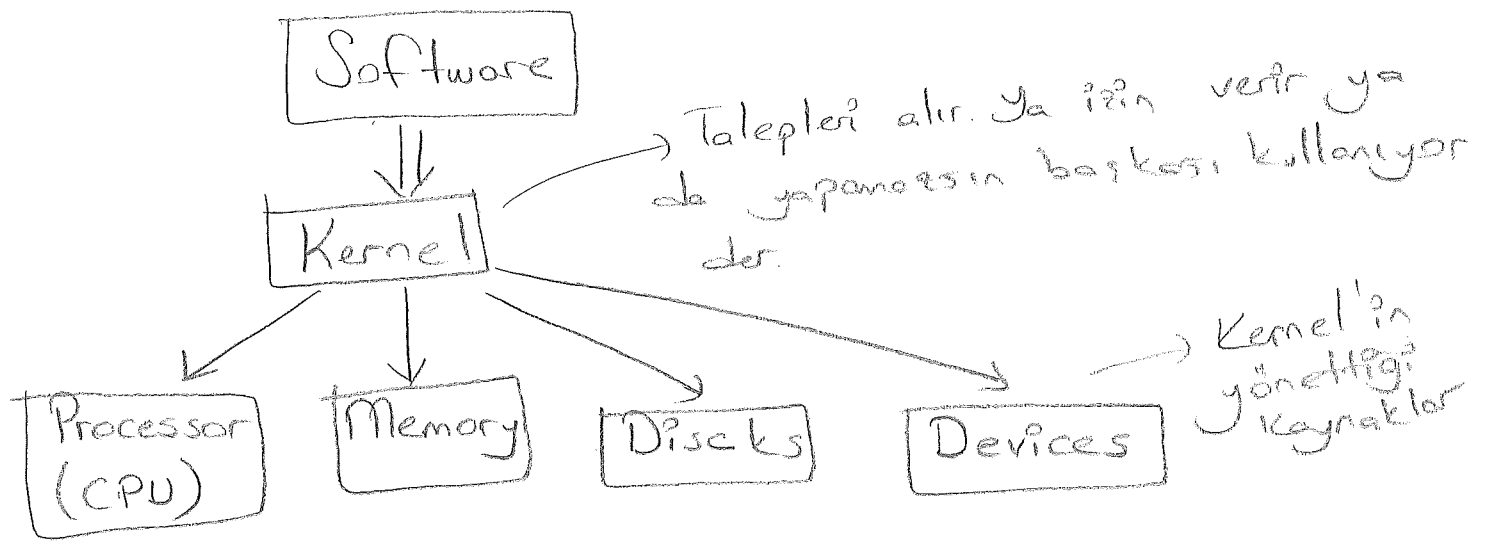 Software
Talepleri alır. Ya izin verir ya
da yapamazsın başkası kullanıyor
der.
Kernel
Kernel'in
yönettiği
kaynaklar
Processor
(CPU)
Memory
Discks
Devices